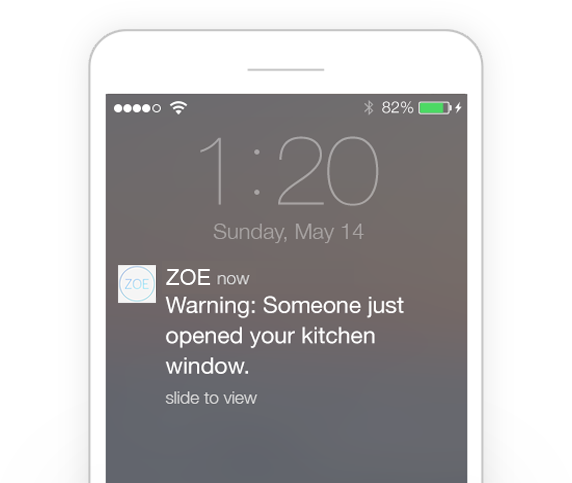 82%
1:20
Sunday, May 14
ZOE
ZOE now
Warning: Someone just
opened your kitchen
window.
slide to view